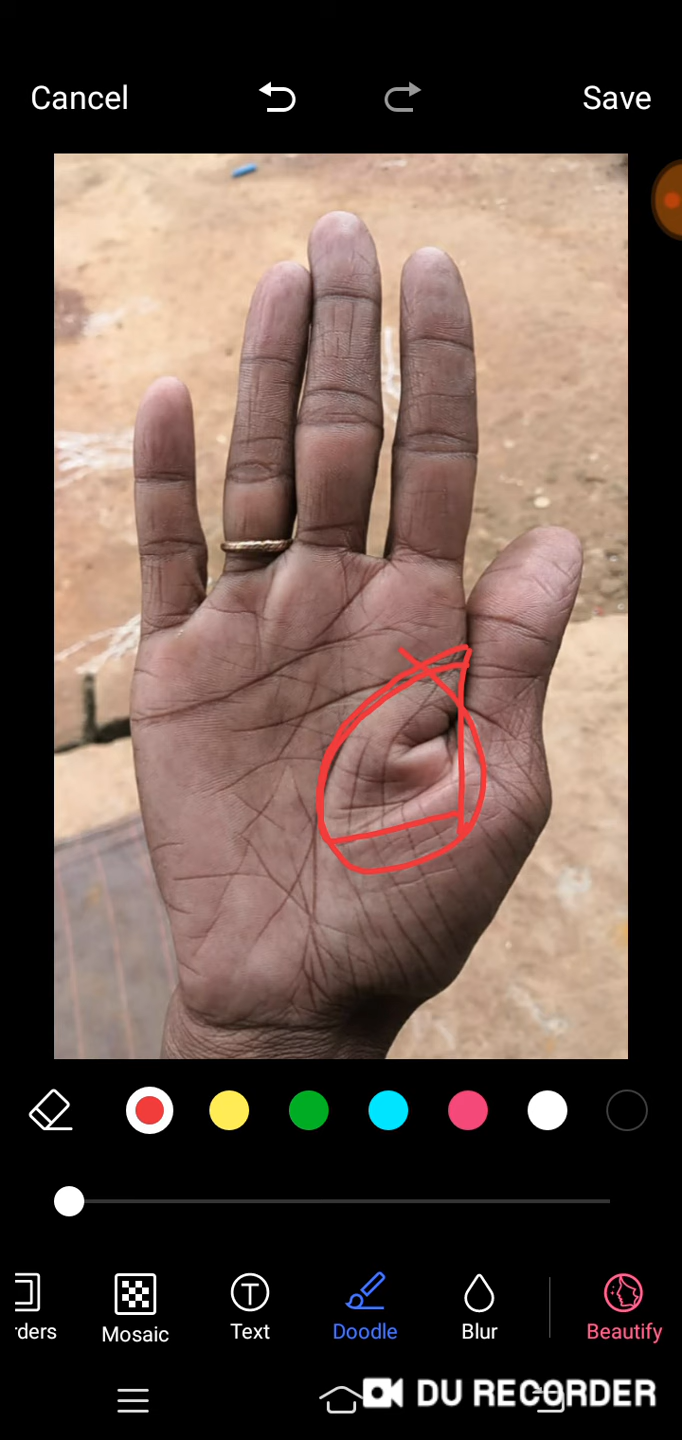 Cancel
Save
rders
Mosaic
Text
Doodle
Blur
Beautify
DU RECORDER